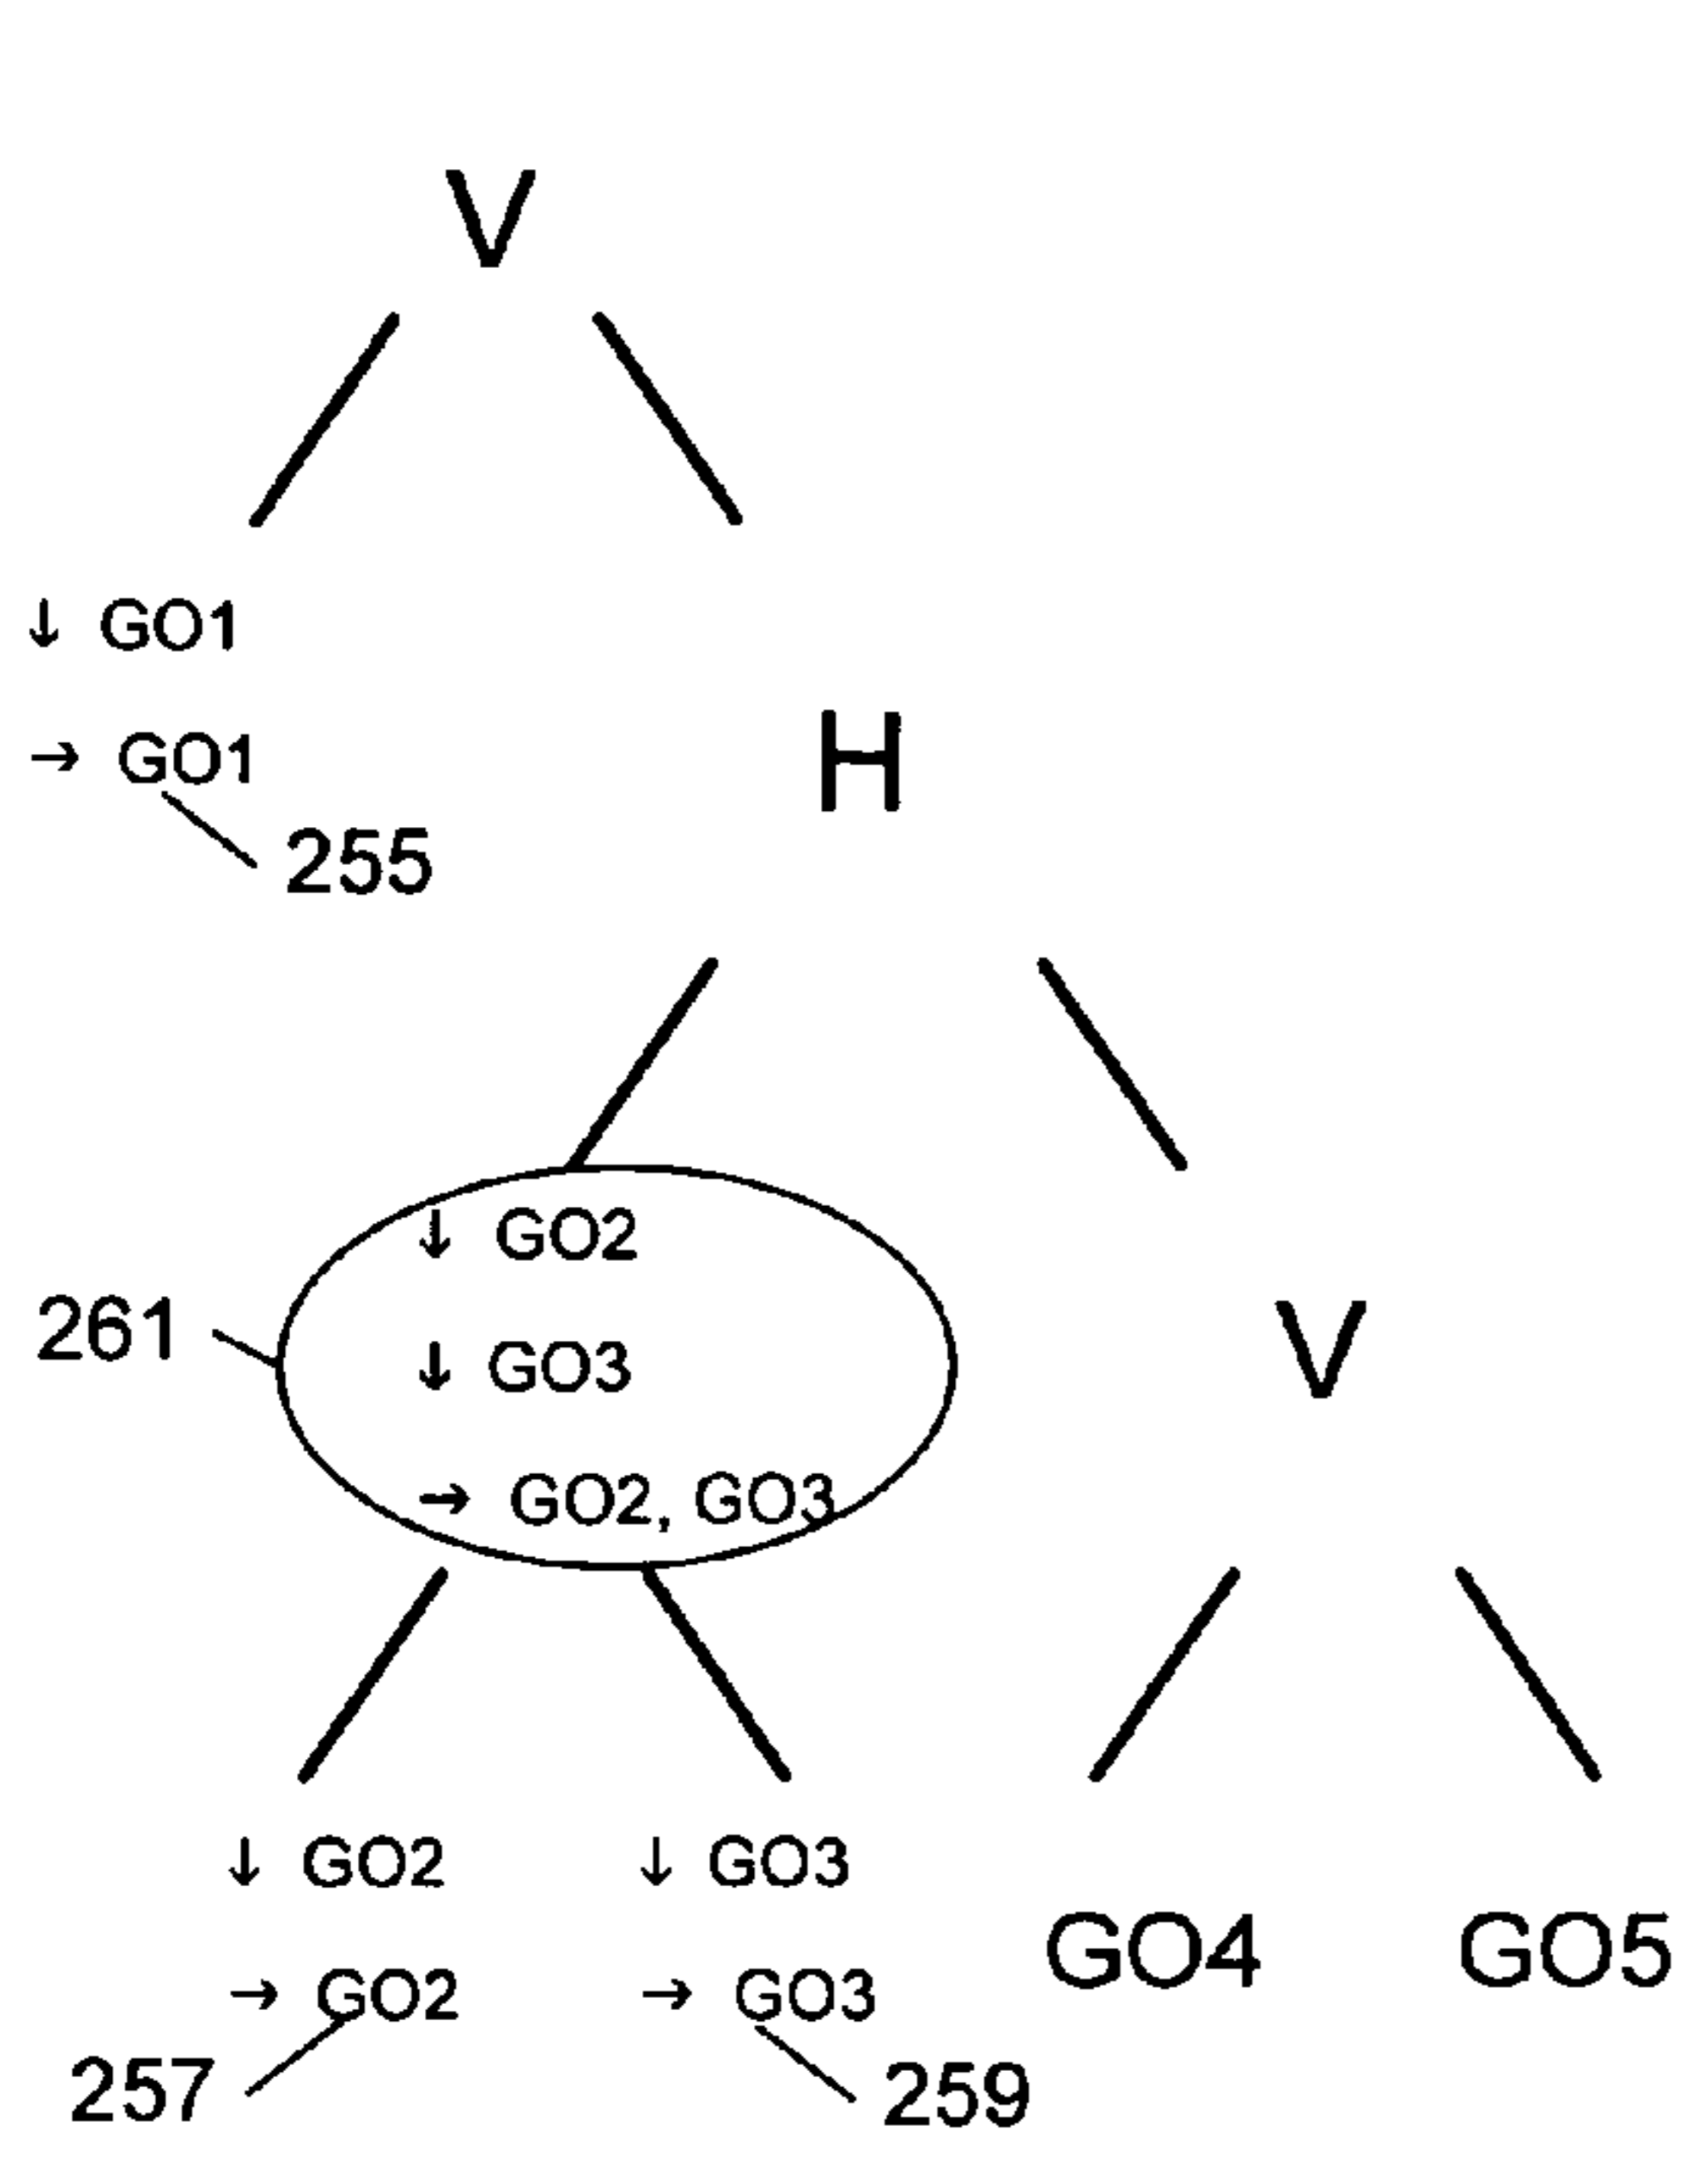 V
↓ GO1
→ GO1
255
H
↓ GO2
261
↓ GO3
→ GO2, GO3
V
↓ GO2
→ GO2
257
↓ GO3
→ GO3
259
GO4
GO5